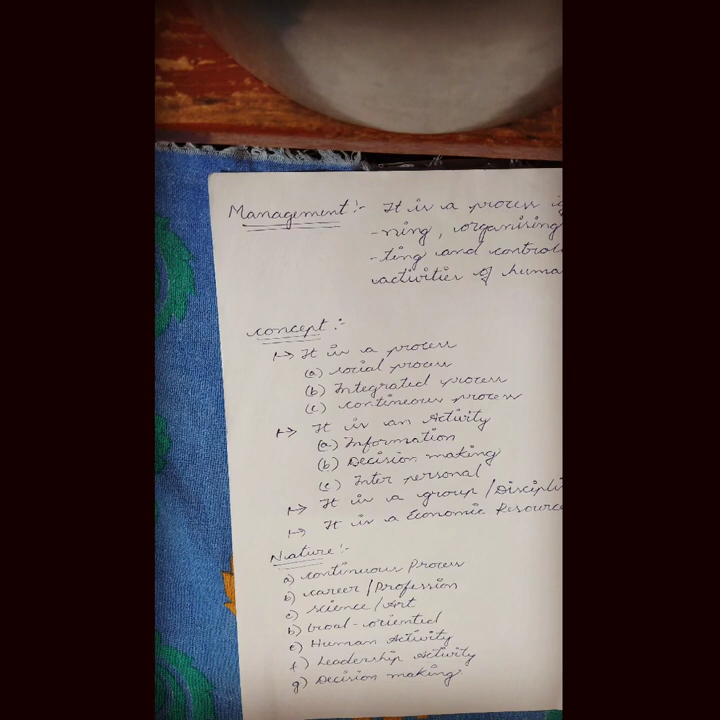 Management :- It is a process
-ning, organising
-ting and control
activities of huma
concept :-
↦ It is a process
(a) social process
(b) Integrated process
(c) continueous process
↦ It is an Activity
(a) Information
(b) Decision making
(c) Inter personal
↦ It is a group / Discipli
↦ It is a Economic Resource
Nature :-
a) continuous Process
b) career / Profession
c) science / Art
b) Goal-oriented
e) Human Activity
f) Leadership Activity
g) Decision making